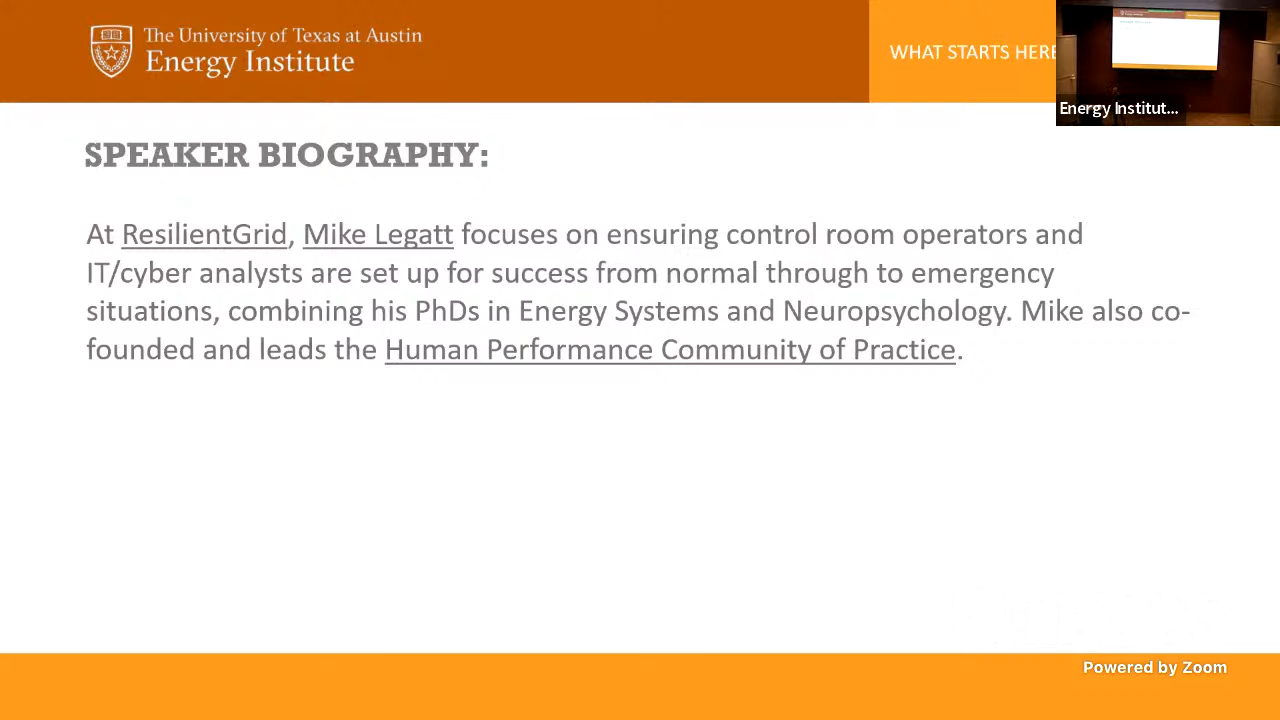 The University of Texas at Austin
Energy Institute
WHAT STARTS HERE
Energy Institut...
SPEAKER BIOGRAPHY:
At ResilientGrid, Mike Legatt focuses on ensuring control room operators and
IT/cyber analysts are set up for success from normal through to emergency
situations, combining his PhDs in Energy Systems and Neuropsychology. Mike also co-
founded and leads the Human Performance Community of Practice.
Powered by Zoom